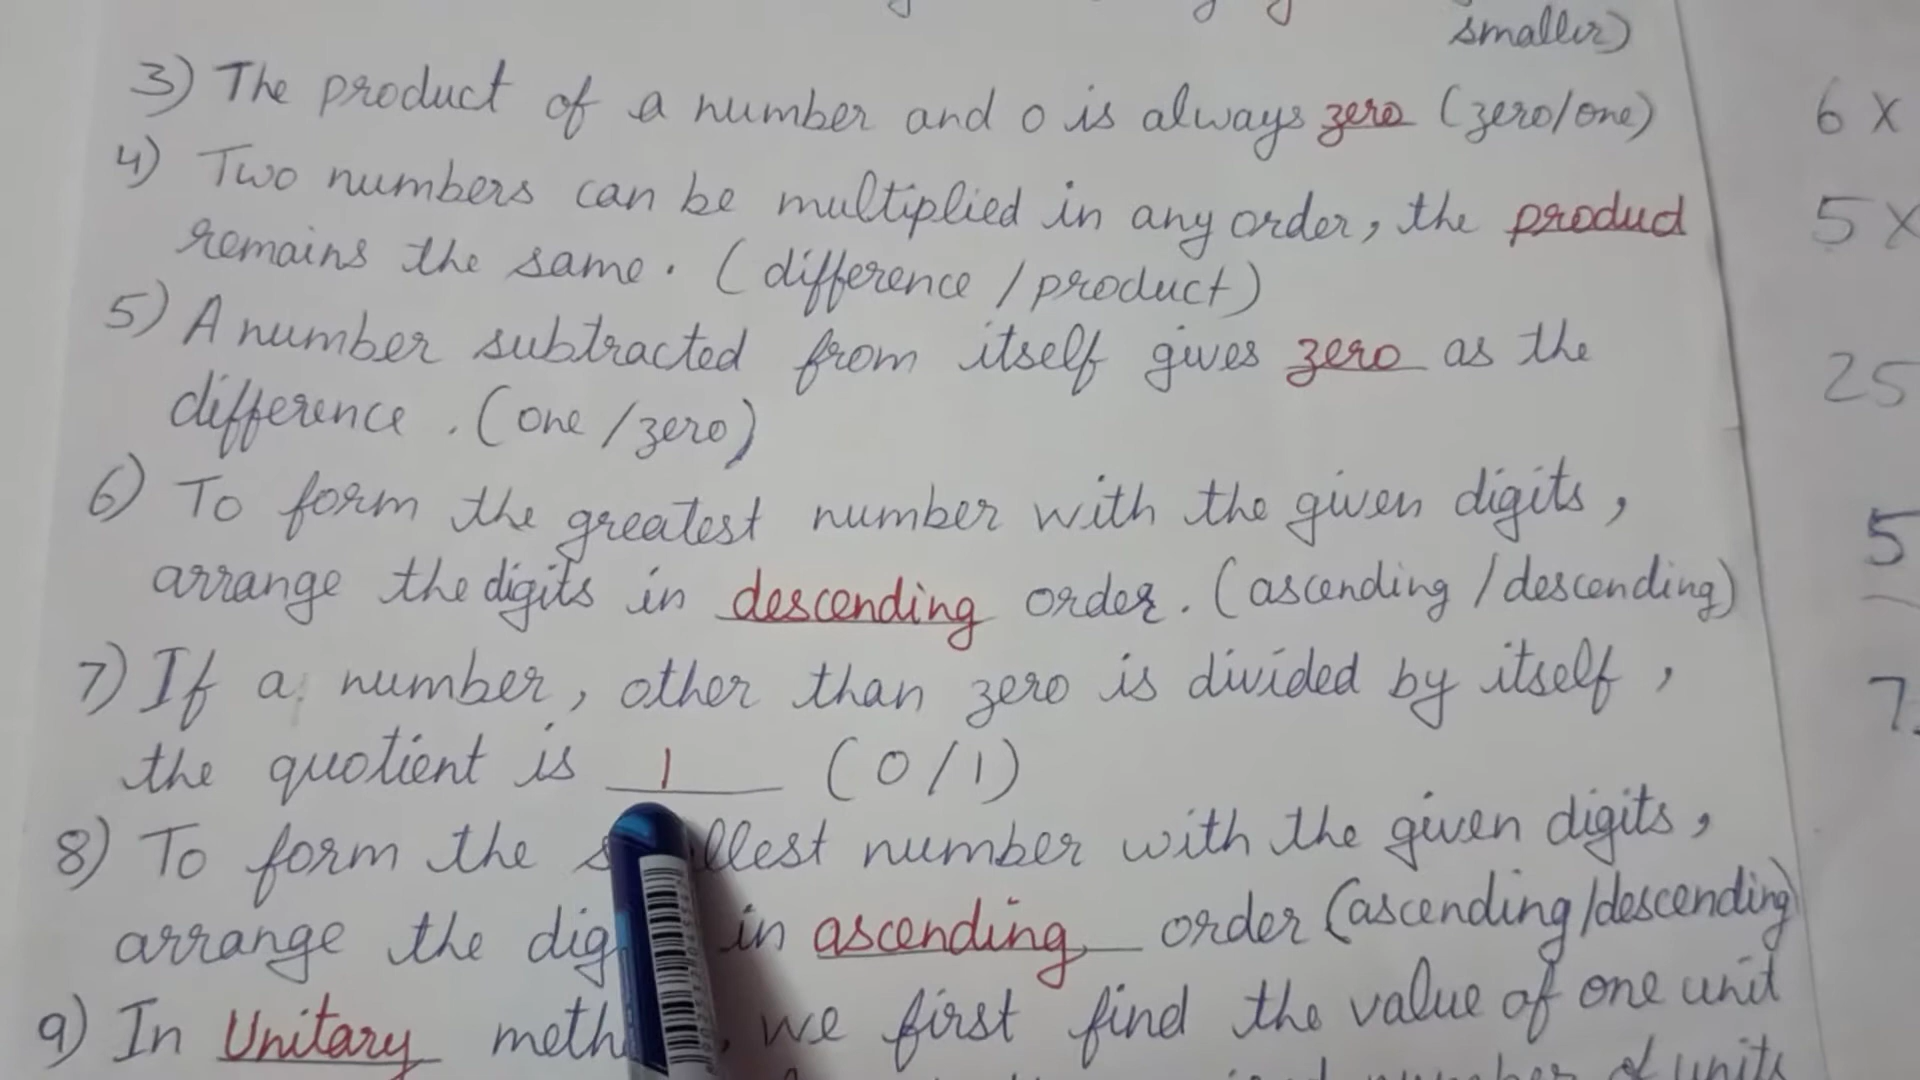 smaller)
3) The product of a number and 0 is always zero (zero/one)
6 x
4) Two numbers can be multiplied in any order, the product
5 x
remains the same. (difference / product)
5) A number subtracted from itself gives zero as the
25
difference. (one / zero)
6) To form the greatest number with the given digits,
5
arrange the digits in descending order. (ascending / descending)
7) If a number, other than zero is divided by itself,
7
the quotient is 1 (0/1)
8) To form the number with the given digits,
arrange the in ascending order (ascending/descending)
9) In Unitary we first find the value of one unit
number of units